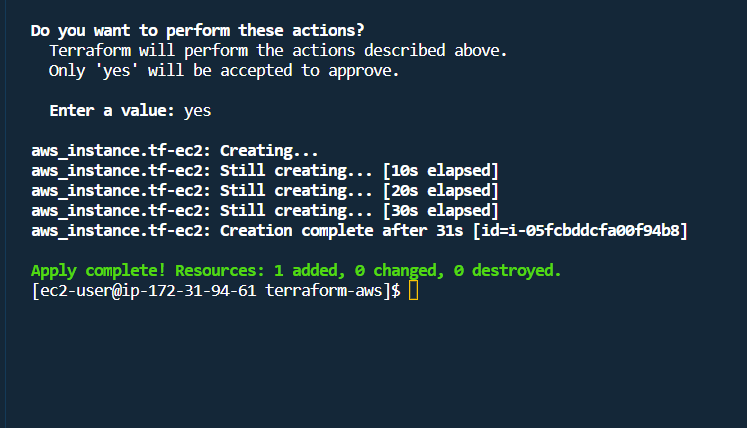 Do you want to perform these actions?
Terraform will perform the actions described above.
Only 'yes' will be accepted to approve.
Enter a value: yes
aws_instance.tf-ec2: Creating...
aws_instance.tf-ec2: Still creating... [10s elapsed]
aws_instance.tf-ec2: Still creating... [20s elapsed]
aws_instance.tf-ec2: Still creating... [30s elapsed]
aws_instance.tf-ec2: Creation complete after 31s [id=i-05fcbddcfa00f94b8]
Apply complete! Resources: 1 added, 0 changed, 0 destroyed.
[ec2-user@ip-172-31-94-61 terraform-aws]$